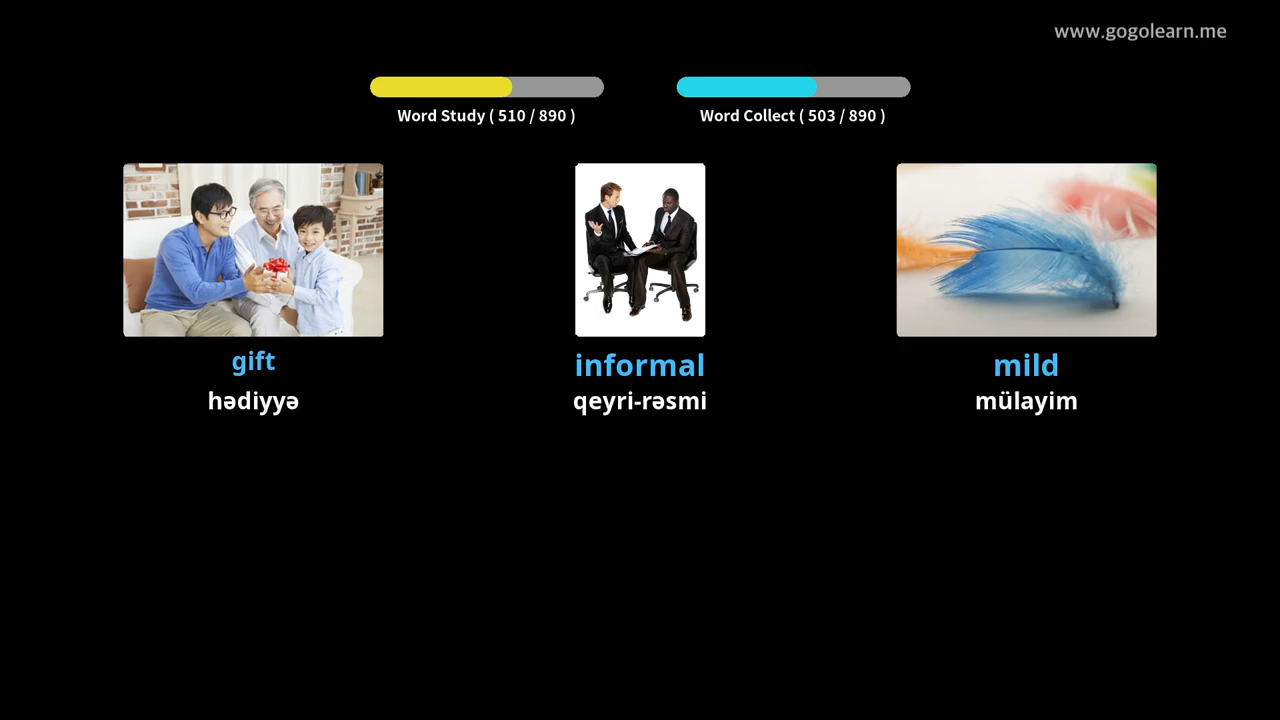 www.gogolearn.me
Word Study ( 510 / 890 )
Word Collect ( 503 / 890 )
gift
informal
mild
hədiyyə
qeyri-rəsmi
mülayim